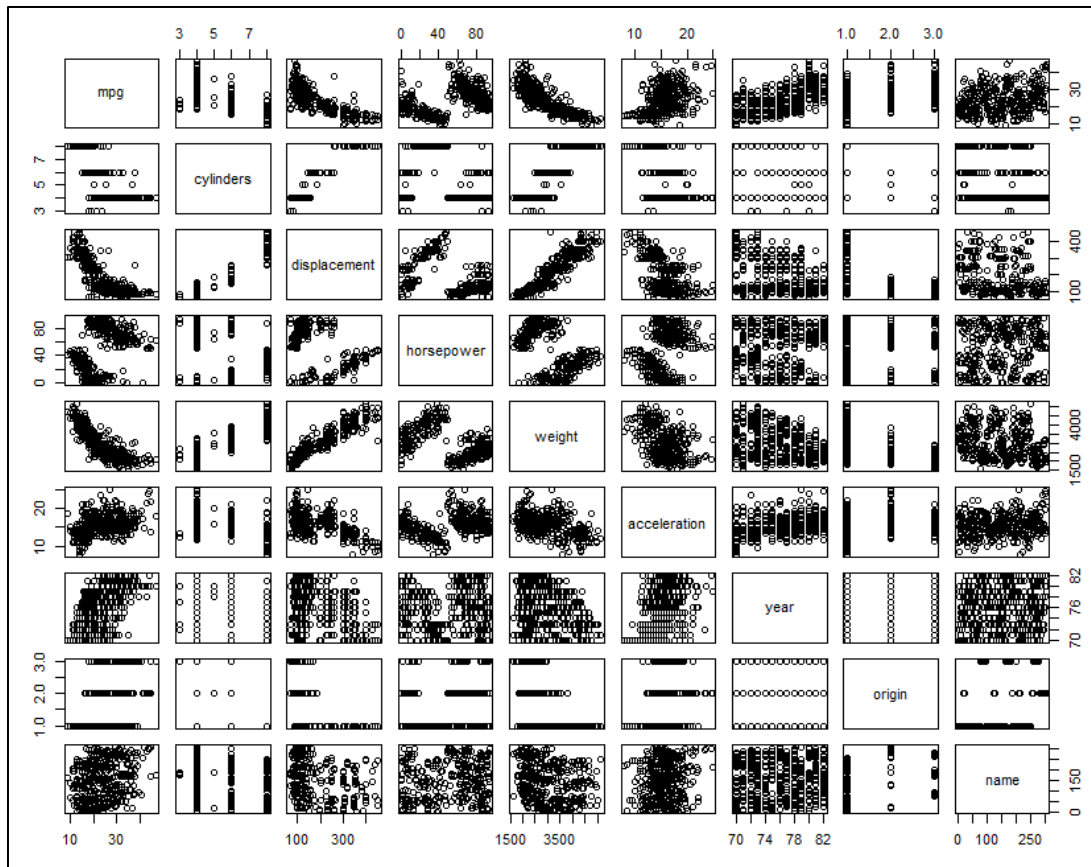 3 5 7 0 40 80 10 20 1.0 2.0 3.0
mpg
10 30
3 5 7
cylinders
displacement
100 400
0 40 80
horsepower
weight
1500 4000
10 20
acceleration
year
70 76 82
1.0 2.0 3.0
origin
name
0 150
10 30 100 300 1500 3500 70 74 78 82 0 100 250